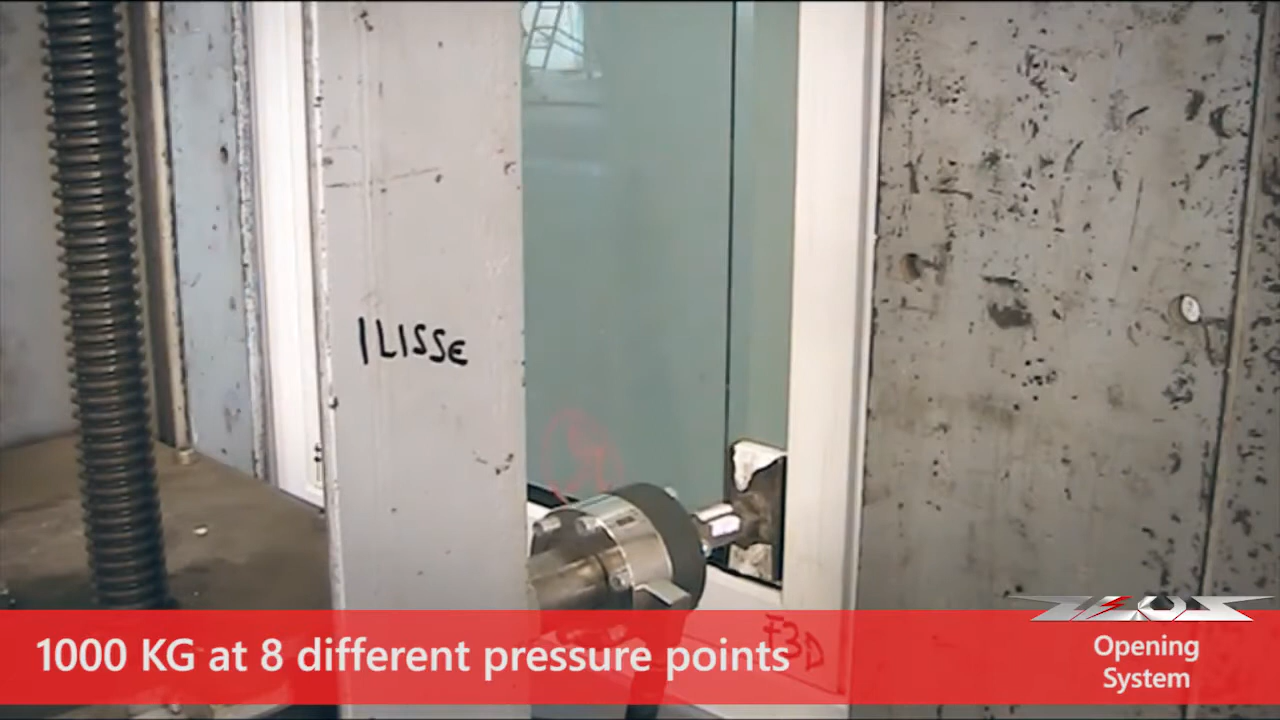 ILISSE
F3D
1000 KG at 8 different pressure points
Opening
System